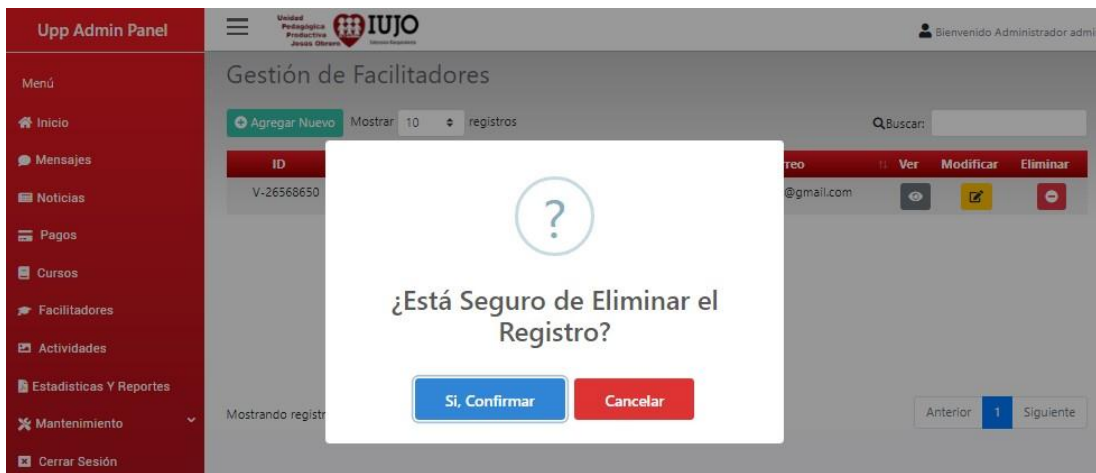 Upp Admin Panel
Unidad
Pedagógica
Productiva
Jesús Obrero
IUJO
Bienvenido Administrador admi
Menú
Inicio
Mensajes
Noticias
Pagos
Cursos
Facilitadores
Actividades
Estadisticas Y Reportes
Mantenimiento
Cerrar Sesión
Gestión de Facilitadores
Agregar Nuevo Mostrar 10 registros Buscar:
ID reo Ver Modificar Eliminar
V-26568650 @gmail.com
?
¿Está Seguro de Eliminar el
Registro?
Si, Confirmar Cancelar
Mostrando registr Anterior 1 Siguiente